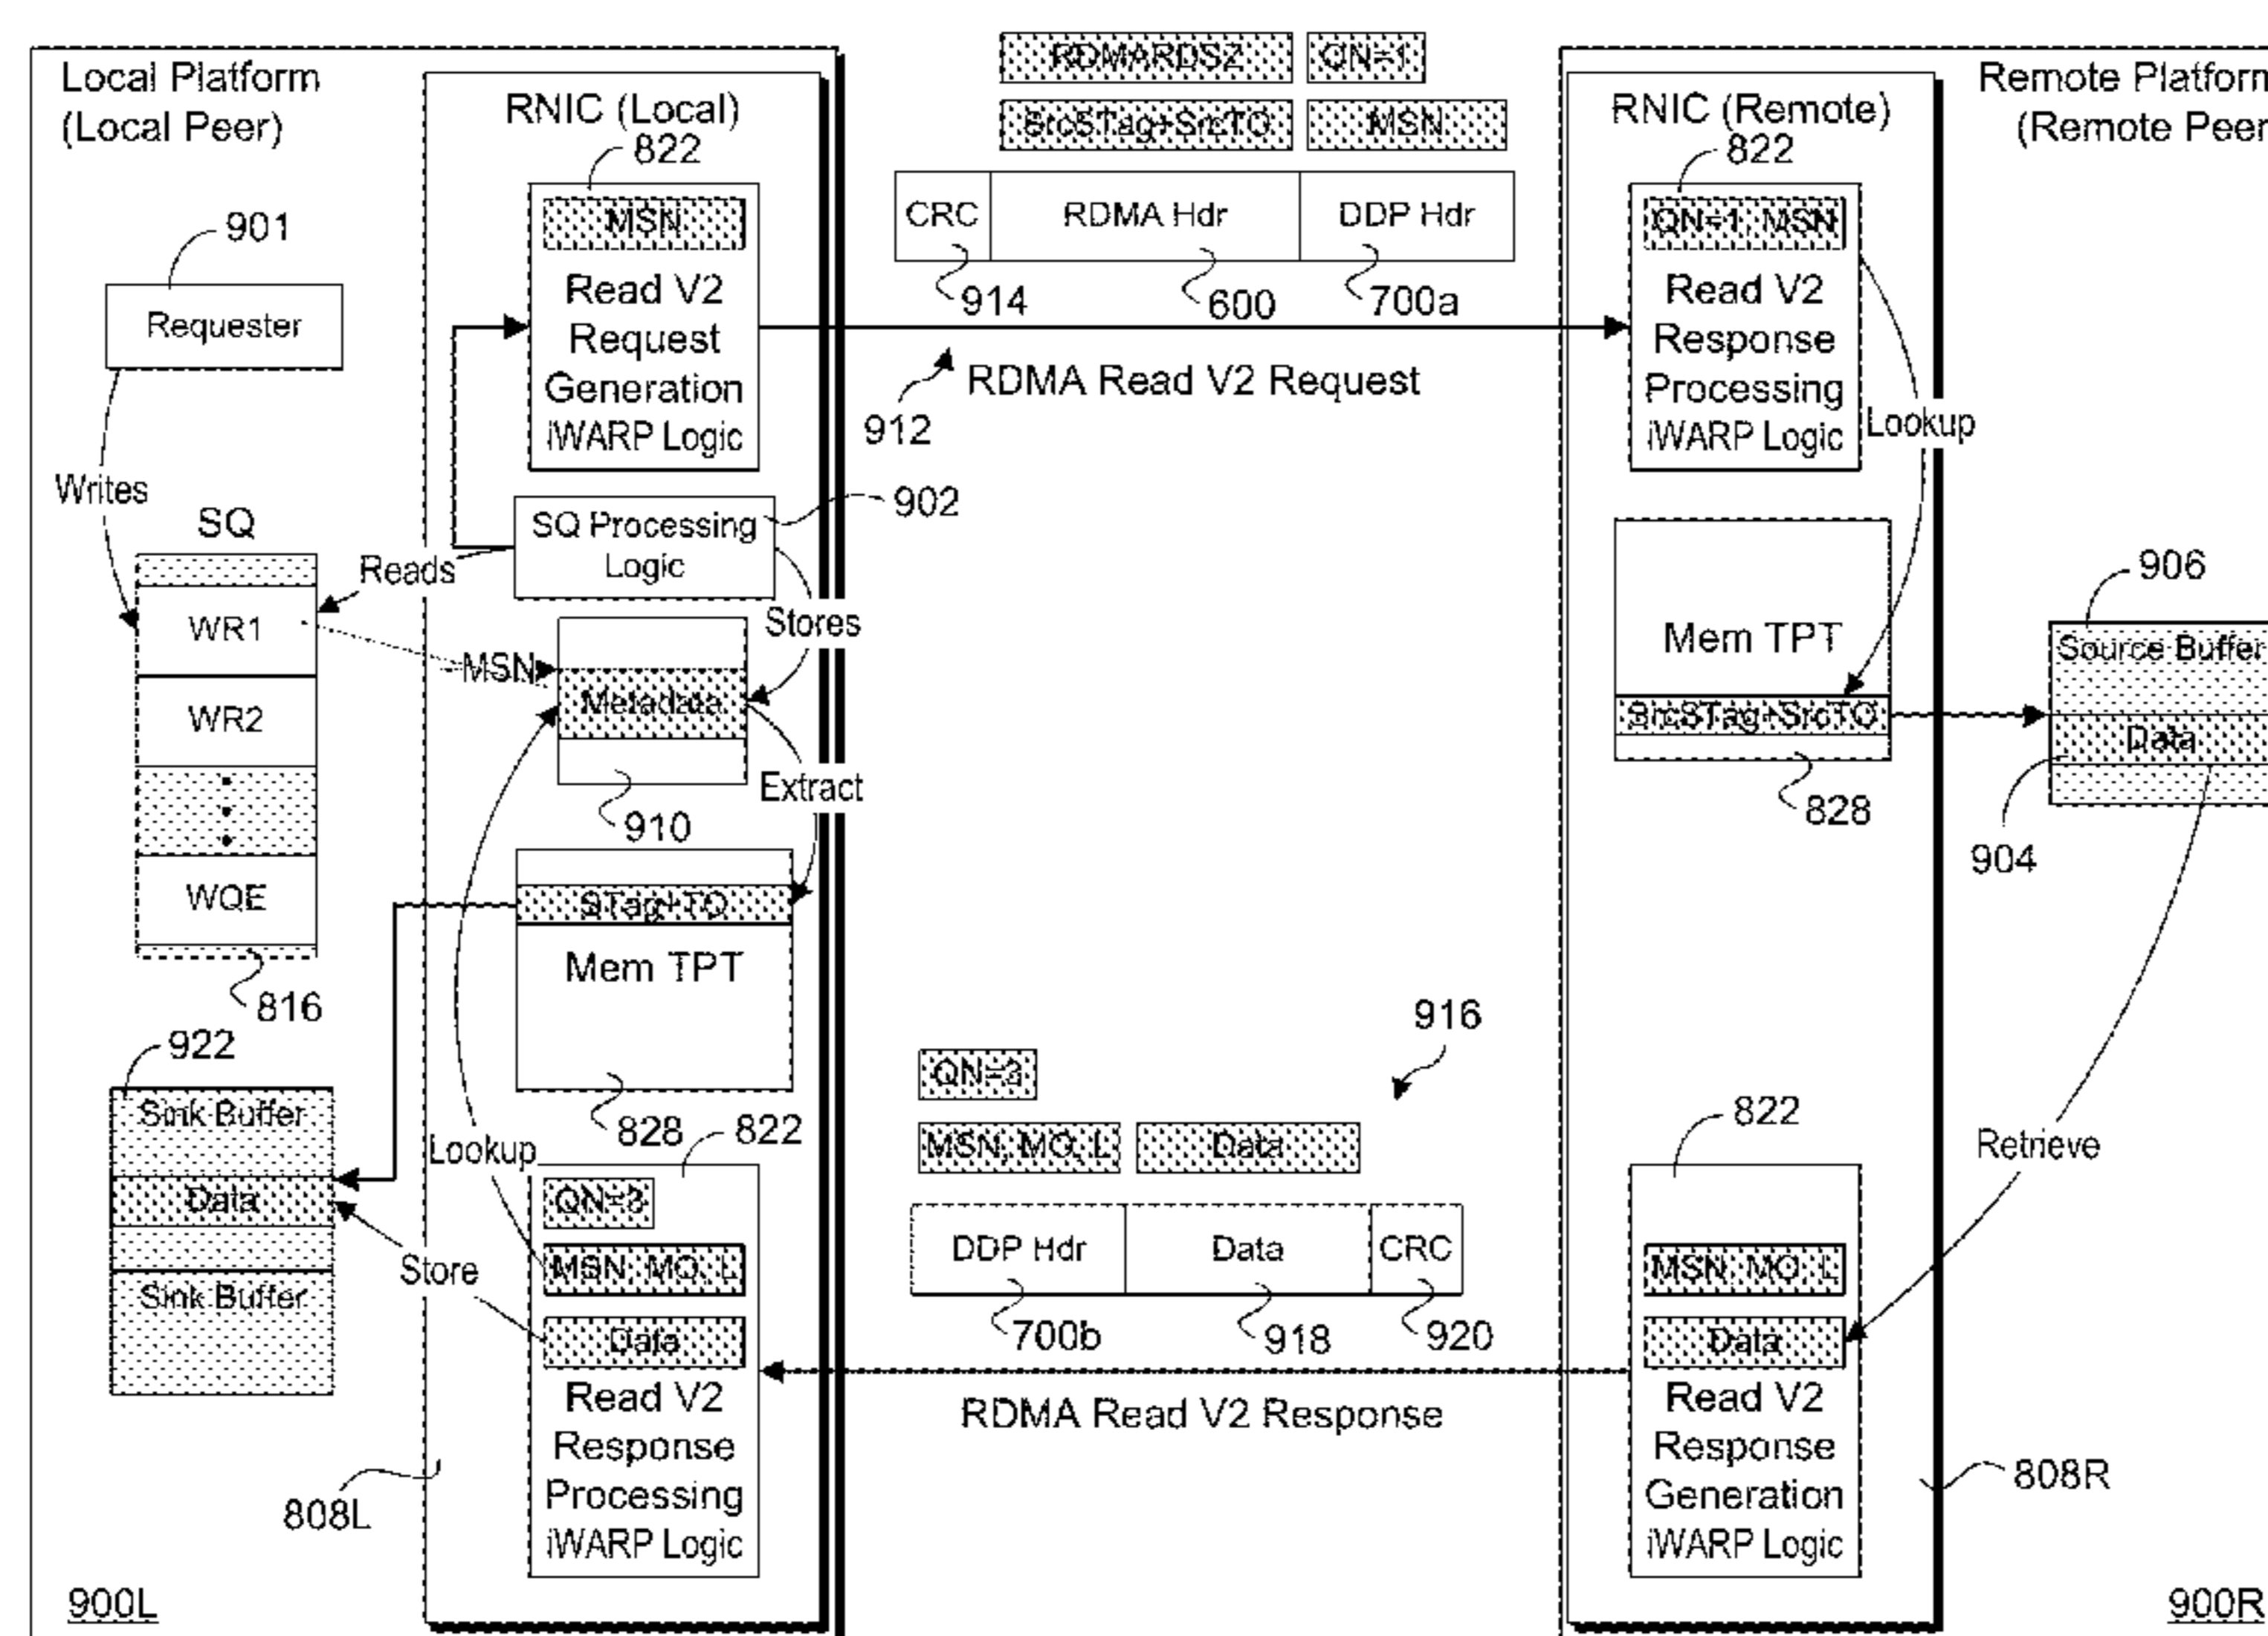 Local Platform
(Local Peer)
RNIC (Local)
822
MSN
Read V2
Request
Generation
iWARP Logic
901
Requester
Writes
SQ
WR1
WR2
WQE
816
Reads
902
SQ Processing
Logic
Stores
MSN
Metadata
910
Extract
STag+TO
Mem TPT
828
922
Sink Buffer
Data
Sink Buffer
Lookup
822
QN=3
MSN, MO, L
Data
Store
Read V2
Response
Processing
iWARP Logic
808L
900L
RDMARDSZ QN=1
SrcSTag+SrcTO MSN
CRC RDMA Hdr DDP Hdr
914 600 700a
912
RDMA Read V2 Request
916
QN=3
MSN, MO, L Data
DDP Hdr Data CRC
700b 918 920
RDMA Read V2 Response
Remote Platform
(Remote Peer
RNIC (Remote)
822
QN=1 MSN
Read V2
Response
Processing
iWARP Logic
Lookup
Mem TPT
SrcSTag+SrcTO
828
906
Source Buffer
Data
904
Retrieve
822
MSN, MO, L
Data
Read V2
Response
Generation
iWARP Logic
808R
900R